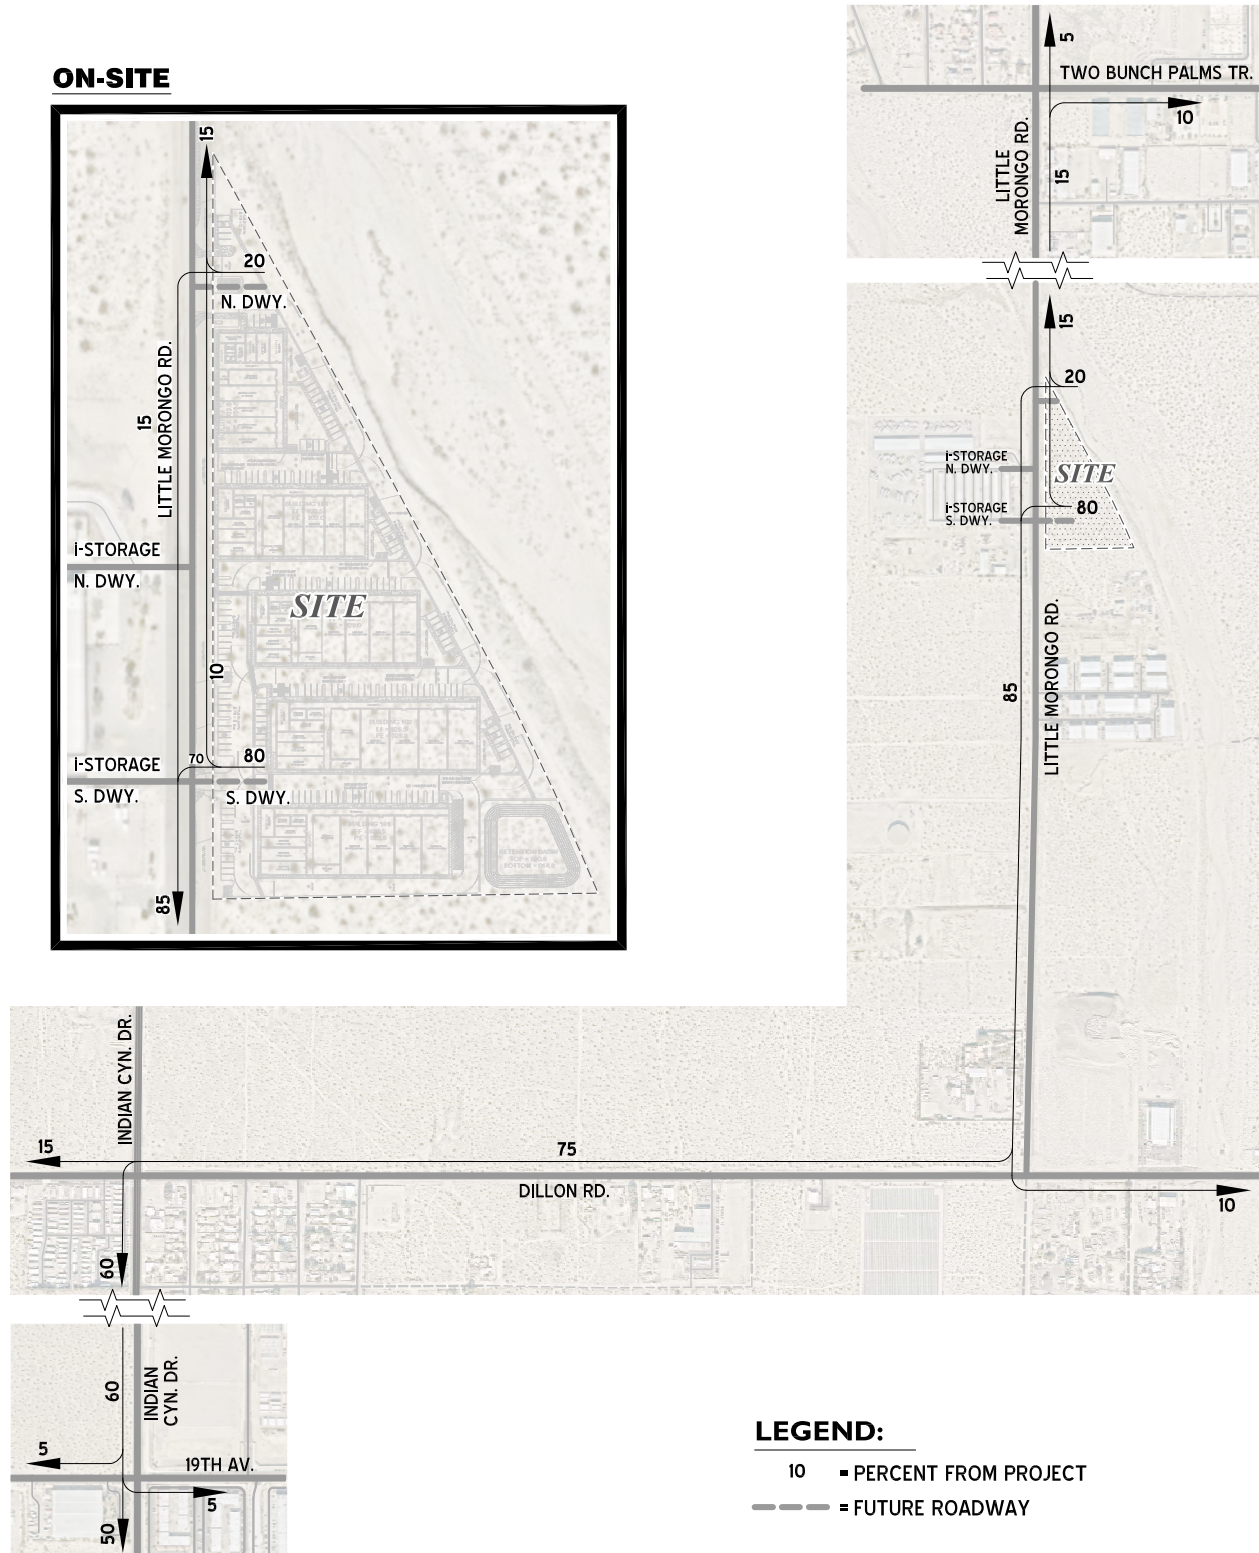 ON-SITE
15
20
N. DWY.
15
LITTLE MORONGO RD.
i-STORAGE
N. DWY.
SITE
10
70
80
i-STORAGE
S. DWY.
S. DWY.
85
5
TWO BUNCH PALMS TR.
10
LITTLE
MORONGO RD.
15
15
20
i-STORAGE
N. DWY.
SITE
i-STORAGE
S. DWY.
80
85
LITTLE MORONGO RD.
INDIAN CYN. DR.
15
75
DILLON RD.
10
60
60
INDIAN
CYN. DR.
5
19TH AV.
5
50
LEGEND:
10 = PERCENT FROM PROJECT
= FUTURE ROADWAY